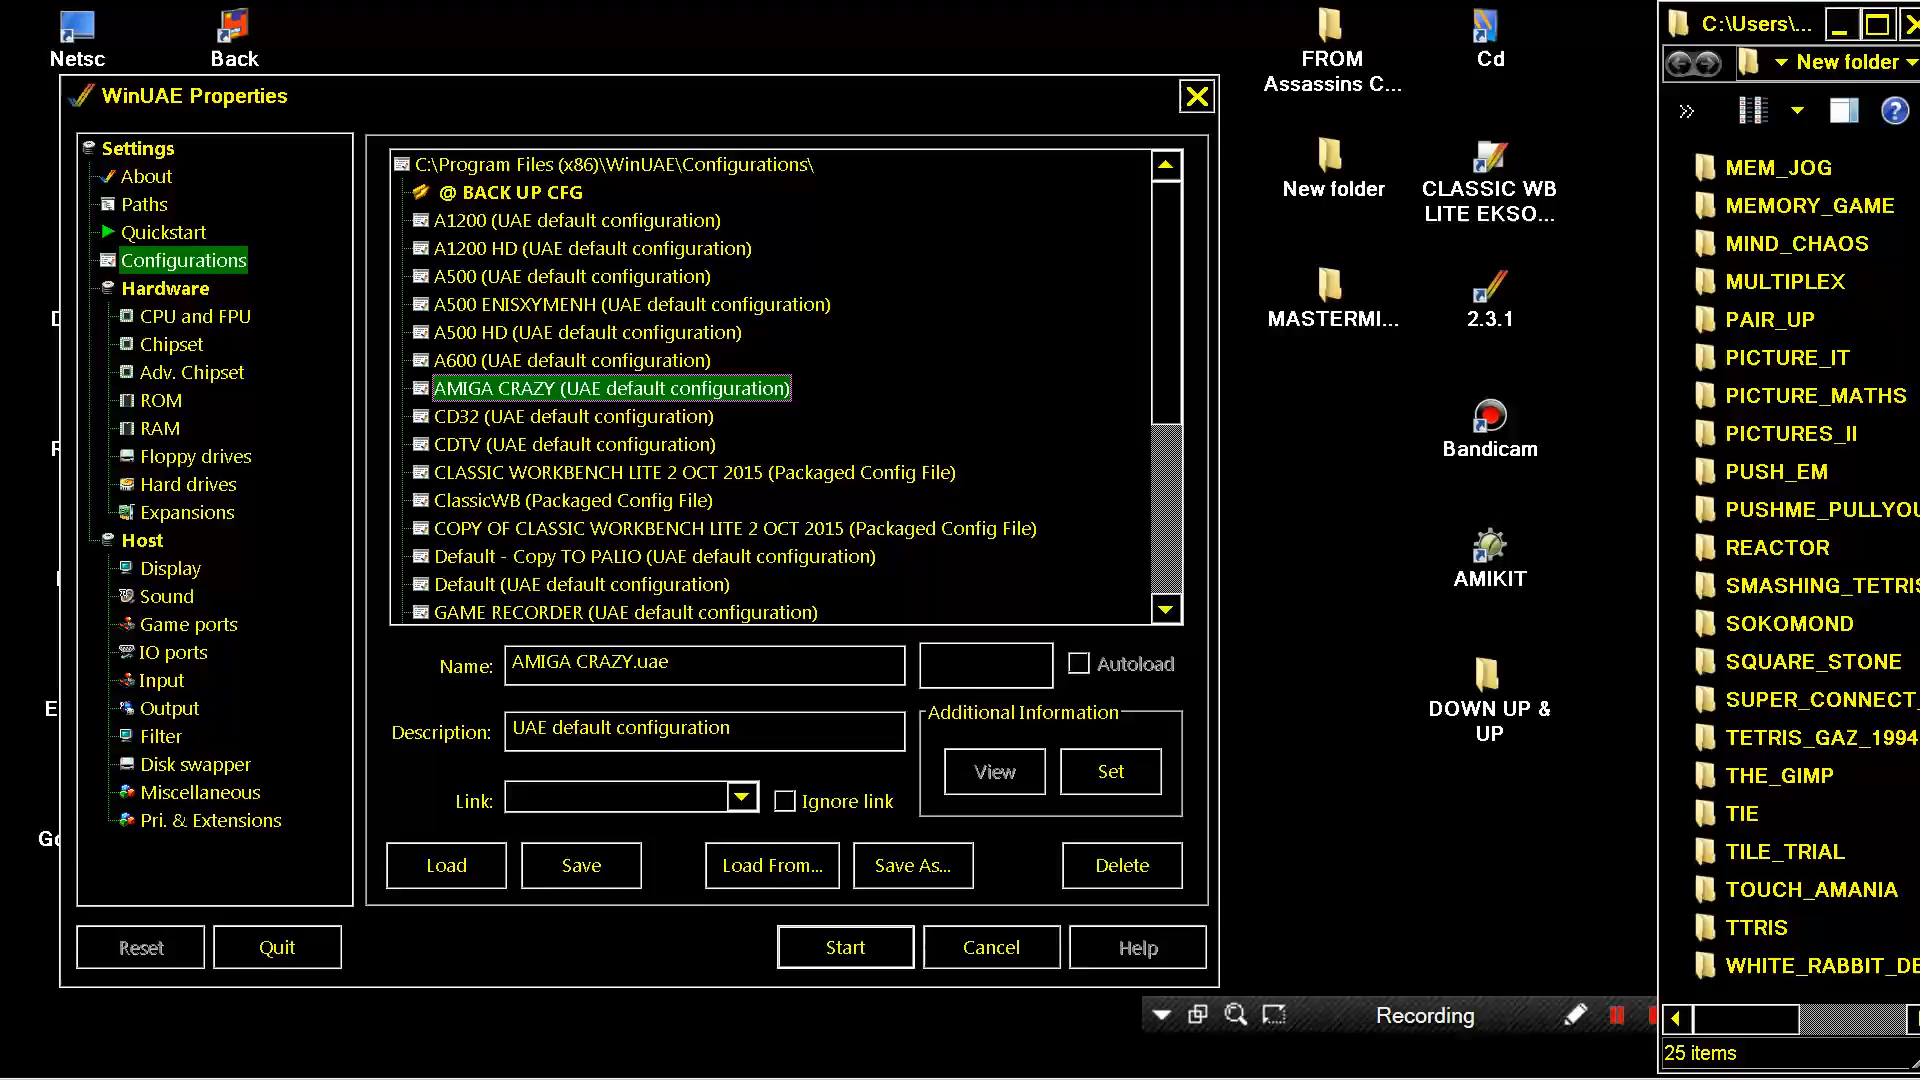 Netsc
Back
FROM
Assassins C...
Cd
C:\Users\...
New folder
WinUAE Properties
Settings
About
Paths
Quickstart
Configurations
Hardware
CPU and FPU
Chipset
Adv. Chipset
ROM
RAM
Floppy drives
Hard drives
Expansions
Host
Display
Sound
Game ports
IO ports
Input
Output
Filter
Disk swapper
Miscellaneous
Pri. & Extensions
C:\Program Files (x86)\WinUAE\Configurations\
@ BACK UP CFG
A1200 (UAE default configuration)
A1200 HD (UAE default configuration)
A500 (UAE default configuration)
A500 ENISXYMENH (UAE default configuration)
A500 HD (UAE default configuration)
A600 (UAE default configuration)
AMIGA CRAZY (UAE default configuration)
CD32 (UAE default configuration)
CDTV (UAE default configuration)
CLASSIC WORKBENCH LITE 2 OCT 2015 (Packaged Config File)
ClassicWB (Packaged Config File)
COPY OF CLASSIC WORKBENCH LITE 2 OCT 2015 (Packaged Config File)
Default - Copy TO PALIO (UAE default configuration)
Default (UAE default configuration)
GAME RECORDER (UAE default configuration)
Name: AMIGA CRAZY.uae
Autoload
Description: UAE default configuration
Additional Information
View Set
Link:
Ignore link
Load Save Load From... Save As... Delete
Reset Quit Start Cancel Help
New folder
CLASSIC WB
LITE EKSO...
MASTERMI...
2.3.1
Bandicam
AMIKIT
DOWN UP &
UP
E
Go
Recording
MEM_JOG
MEMORY_GAME
MIND_CHAOS
MULTIPLEX
PAIR_UP
PICTURE_IT
PICTURE_MATHS
PICTURES_II
PUSH_EM
PUSHME_PULLYOU
REACTOR
SMASHING_TETRIS
SOKOMOND
SQUARE_STONE
SUPER_CONNECT_
TETRIS_GAZ_1994
THE_GIMP
TIE
TILE_TRIAL
TOUCH_AMANIA
TTRIS
WHITE_RABBIT_DE
25 items